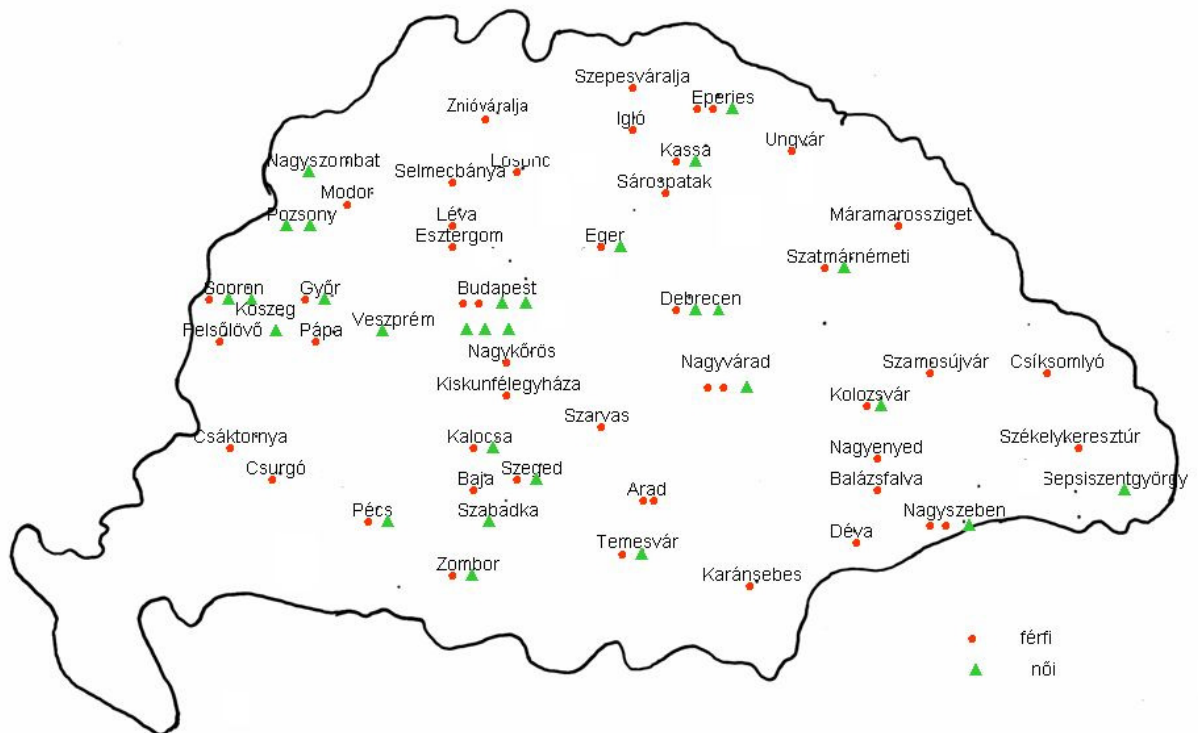 Szepesváralja
Eperjes
Znióváralja
Igló
Ungvár
Kassa
Losonc
Nagyszombat
Selmecbánya
Sárospatak
Modor
Pozsony
Léva
Máramarossziget
Esztergom
Eger
Szatmárnémeti
Sopron
Győr
Budapest
Debrecen
Kőszeg
Veszprém
Felsőlövő
Pápa
Nagykőrös
Nagyvárad
Szamosújvár
Csíksomlyó
Kiskunfélegyháza
Kolozsvár
Szarvas
Csáktornya
Kalocsa
Nagyenyed
Székelykeresztúr
Csurgó
Baja
Szeged
Balázsfalva
Sepsiszentgyörgy
Arad
Pécs
Szabadka
Nagyszeben
Déva
Temesvár
Zombor
Karánsebes
férfi
női